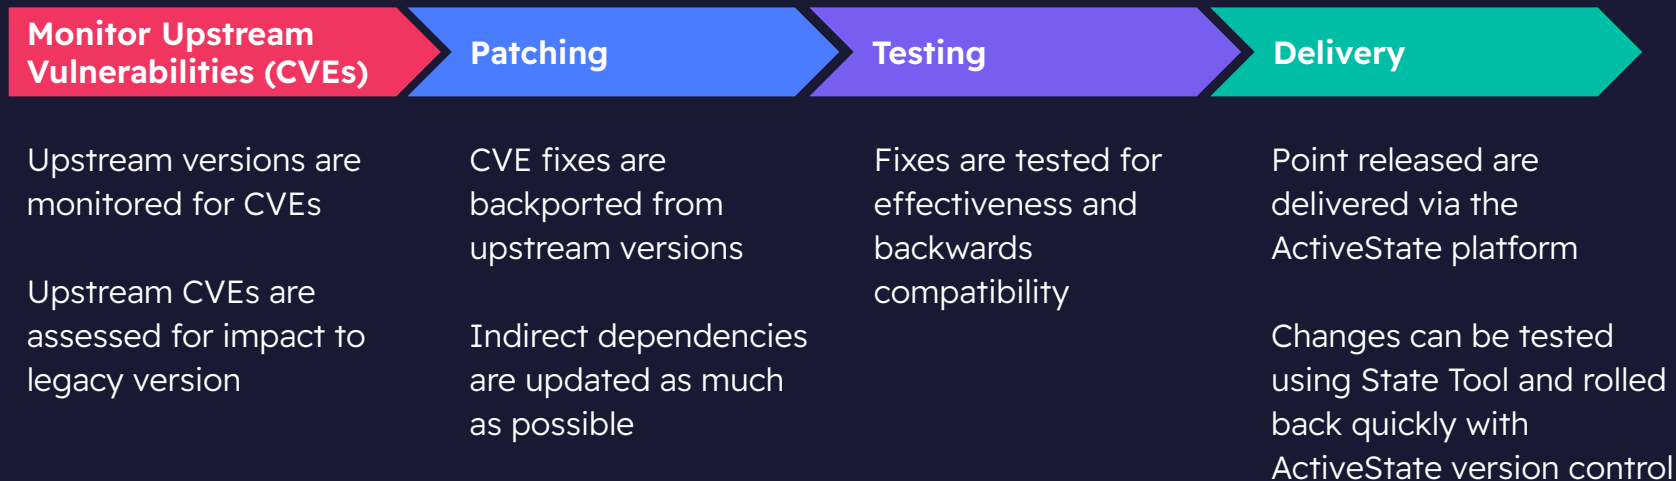 Monitor Upstream
Vulnerabilities (CVEs)
Patching
Testing
Delivery
Upstream versions are
monitored for CVEs
Upstream CVEs are
assessed for impact to
legacy version
CVE fixes are
backported from
upstream versions
Indirect dependencies
are updated as much
as possible
Fixes are tested for
effectiveness and
backwards
compatibility
Point released are
delivered via the
ActiveState platform
Changes can be tested
using State Tool and rolled
back quickly with
ActiveState version control